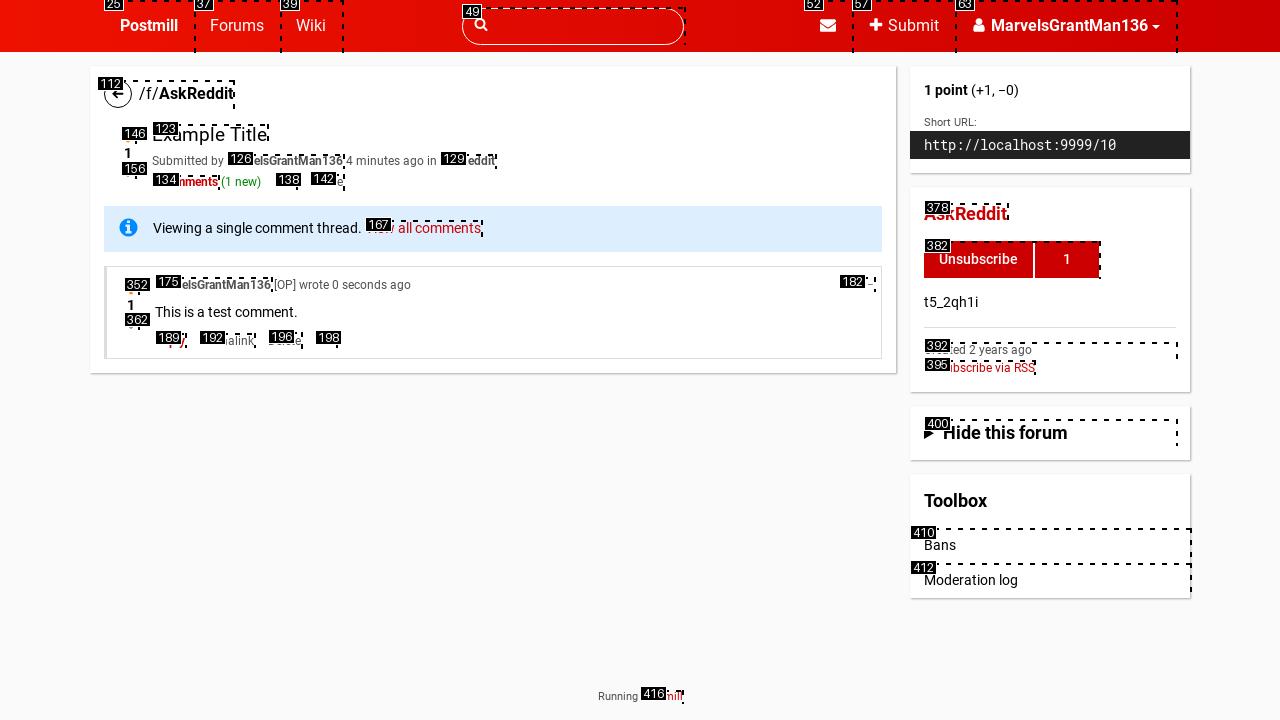 25 37 39 49 52 57 63
Postmill Forums Wiki Submit MarvelsGrantMan136
112 /f/AskReddit
123 Example Title
146 1 156
Submitted by 126 elsGrantMan136 4 minutes ago in 129 eddit
134 nments (1 new) 138 142 e
Viewing a single comment thread. 167 all comments
352 1 362
175 elsGrantMan136 [OP] wrote 0 seconds ago 182 –
This is a test comment.
189 192 alink 196 198
1 point (+1, −0)
Short URL:
http://localhost:9999/10
378
AskReddit
382
Unsubscribe 1
t5_2qh1i
392 ed 2 years ago
395 bscribe via RSS
400
Hide this forum
Toolbox
410
Bans
412
Moderation log
Running 416 mill